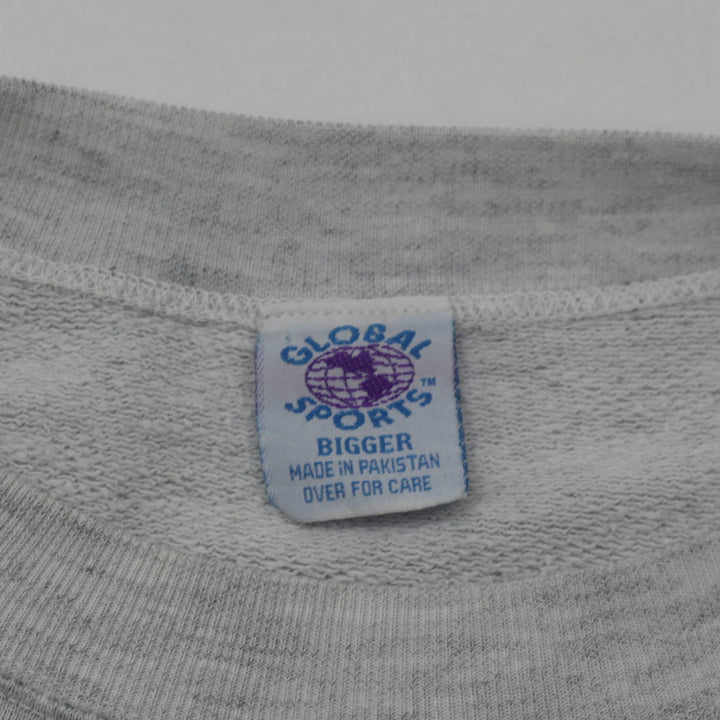 GLOBAL
SPORTS™
BIGGER
MADE IN PAKISTAN
OVER FOR CARE